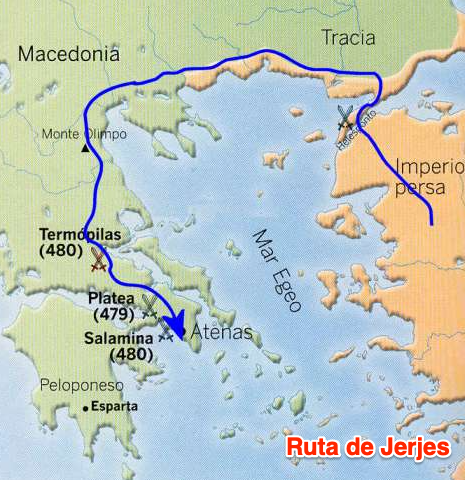 Tracia
Macedonia
Helesponto
Monte Olimpo
Imperio
persa
Termópilas
(480)
Mar Egeo
Platea
(479)
Atenas
Salamina
(480)
Peloponeso
Esparta
Ruta de Jerjes